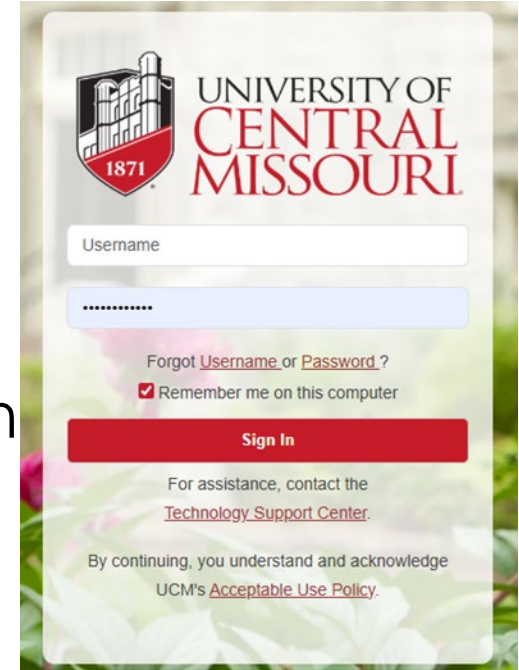 UNIVERSITY OF
CENTRAL
MISSOURI
1871
Username
••••••••••••
Forgot Username or Password ?
Remember me on this computer
n
Sign In
For assistance, contact the
Technology Support Center.
By continuing, you understand and acknowledge
UCM's Acceptable Use Policy.